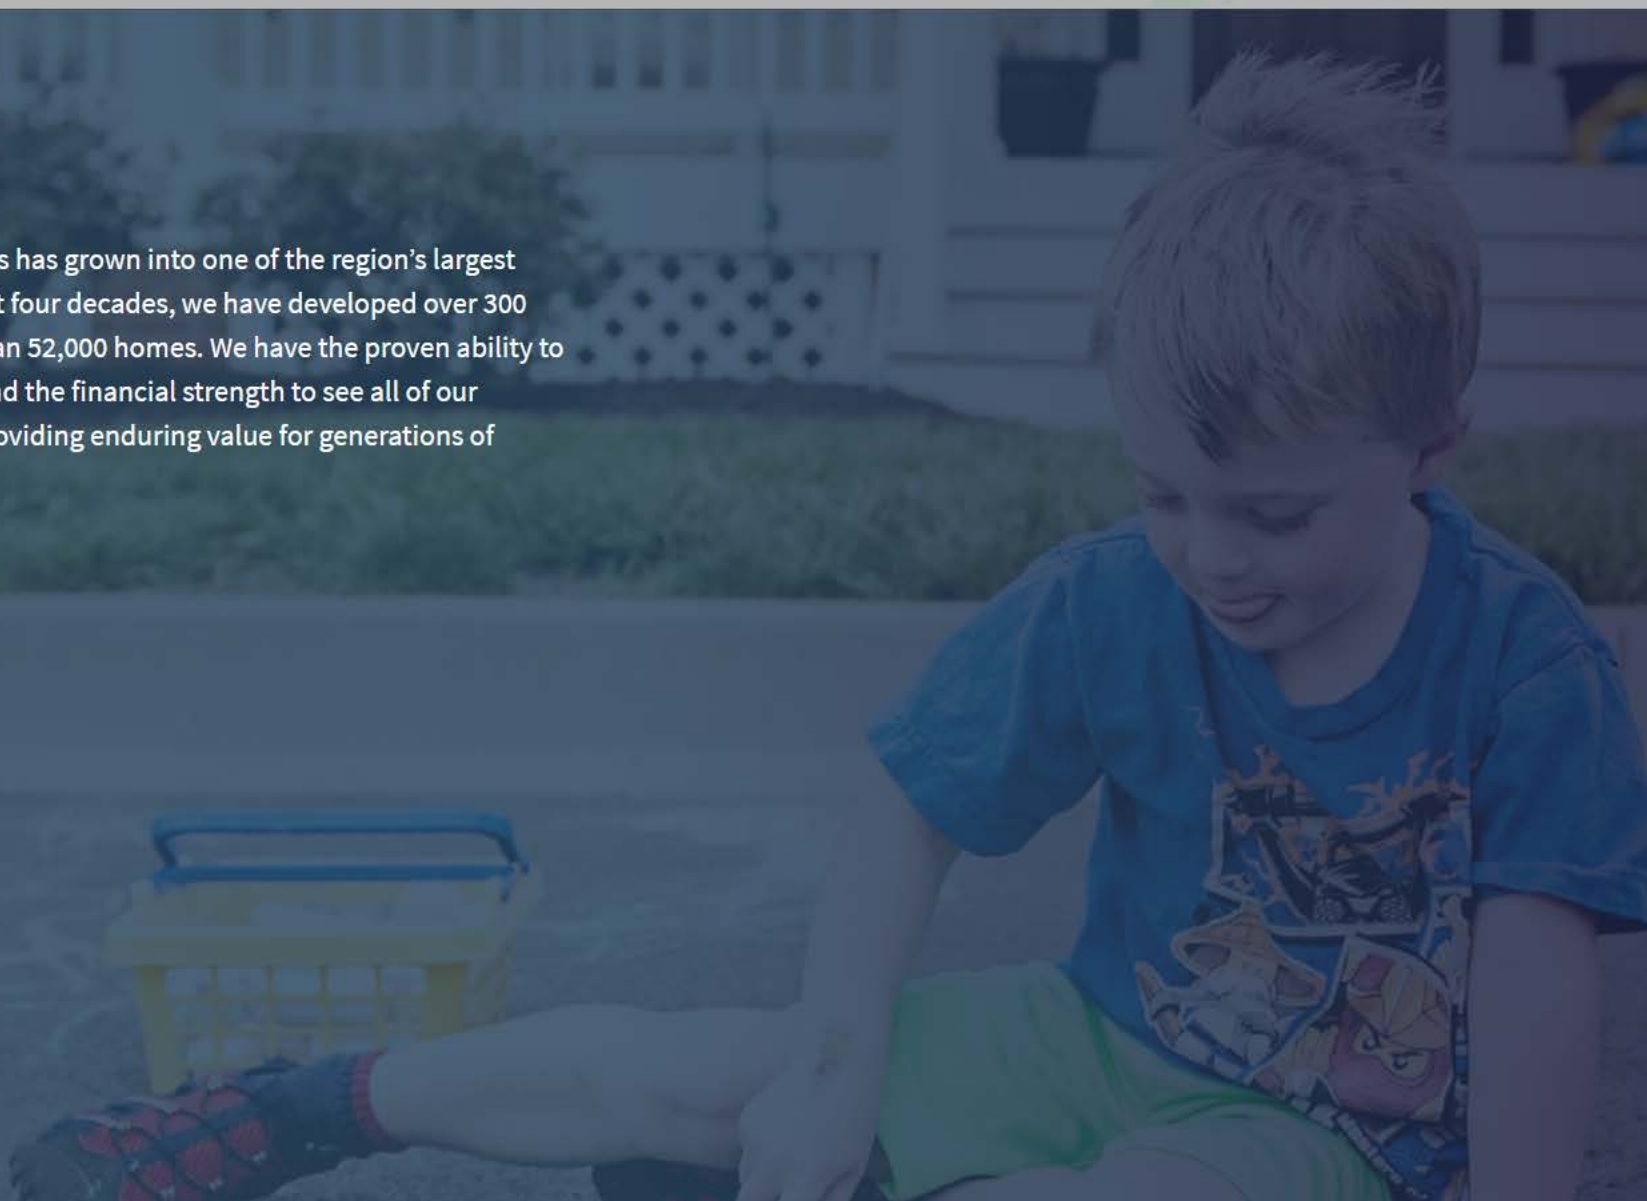 s has grown into one of the region's largest
t four decades, we have developed over 300
an 52,000 homes. We have the proven ability to
d the financial strength to see all of our
oviding enduring value for generations of